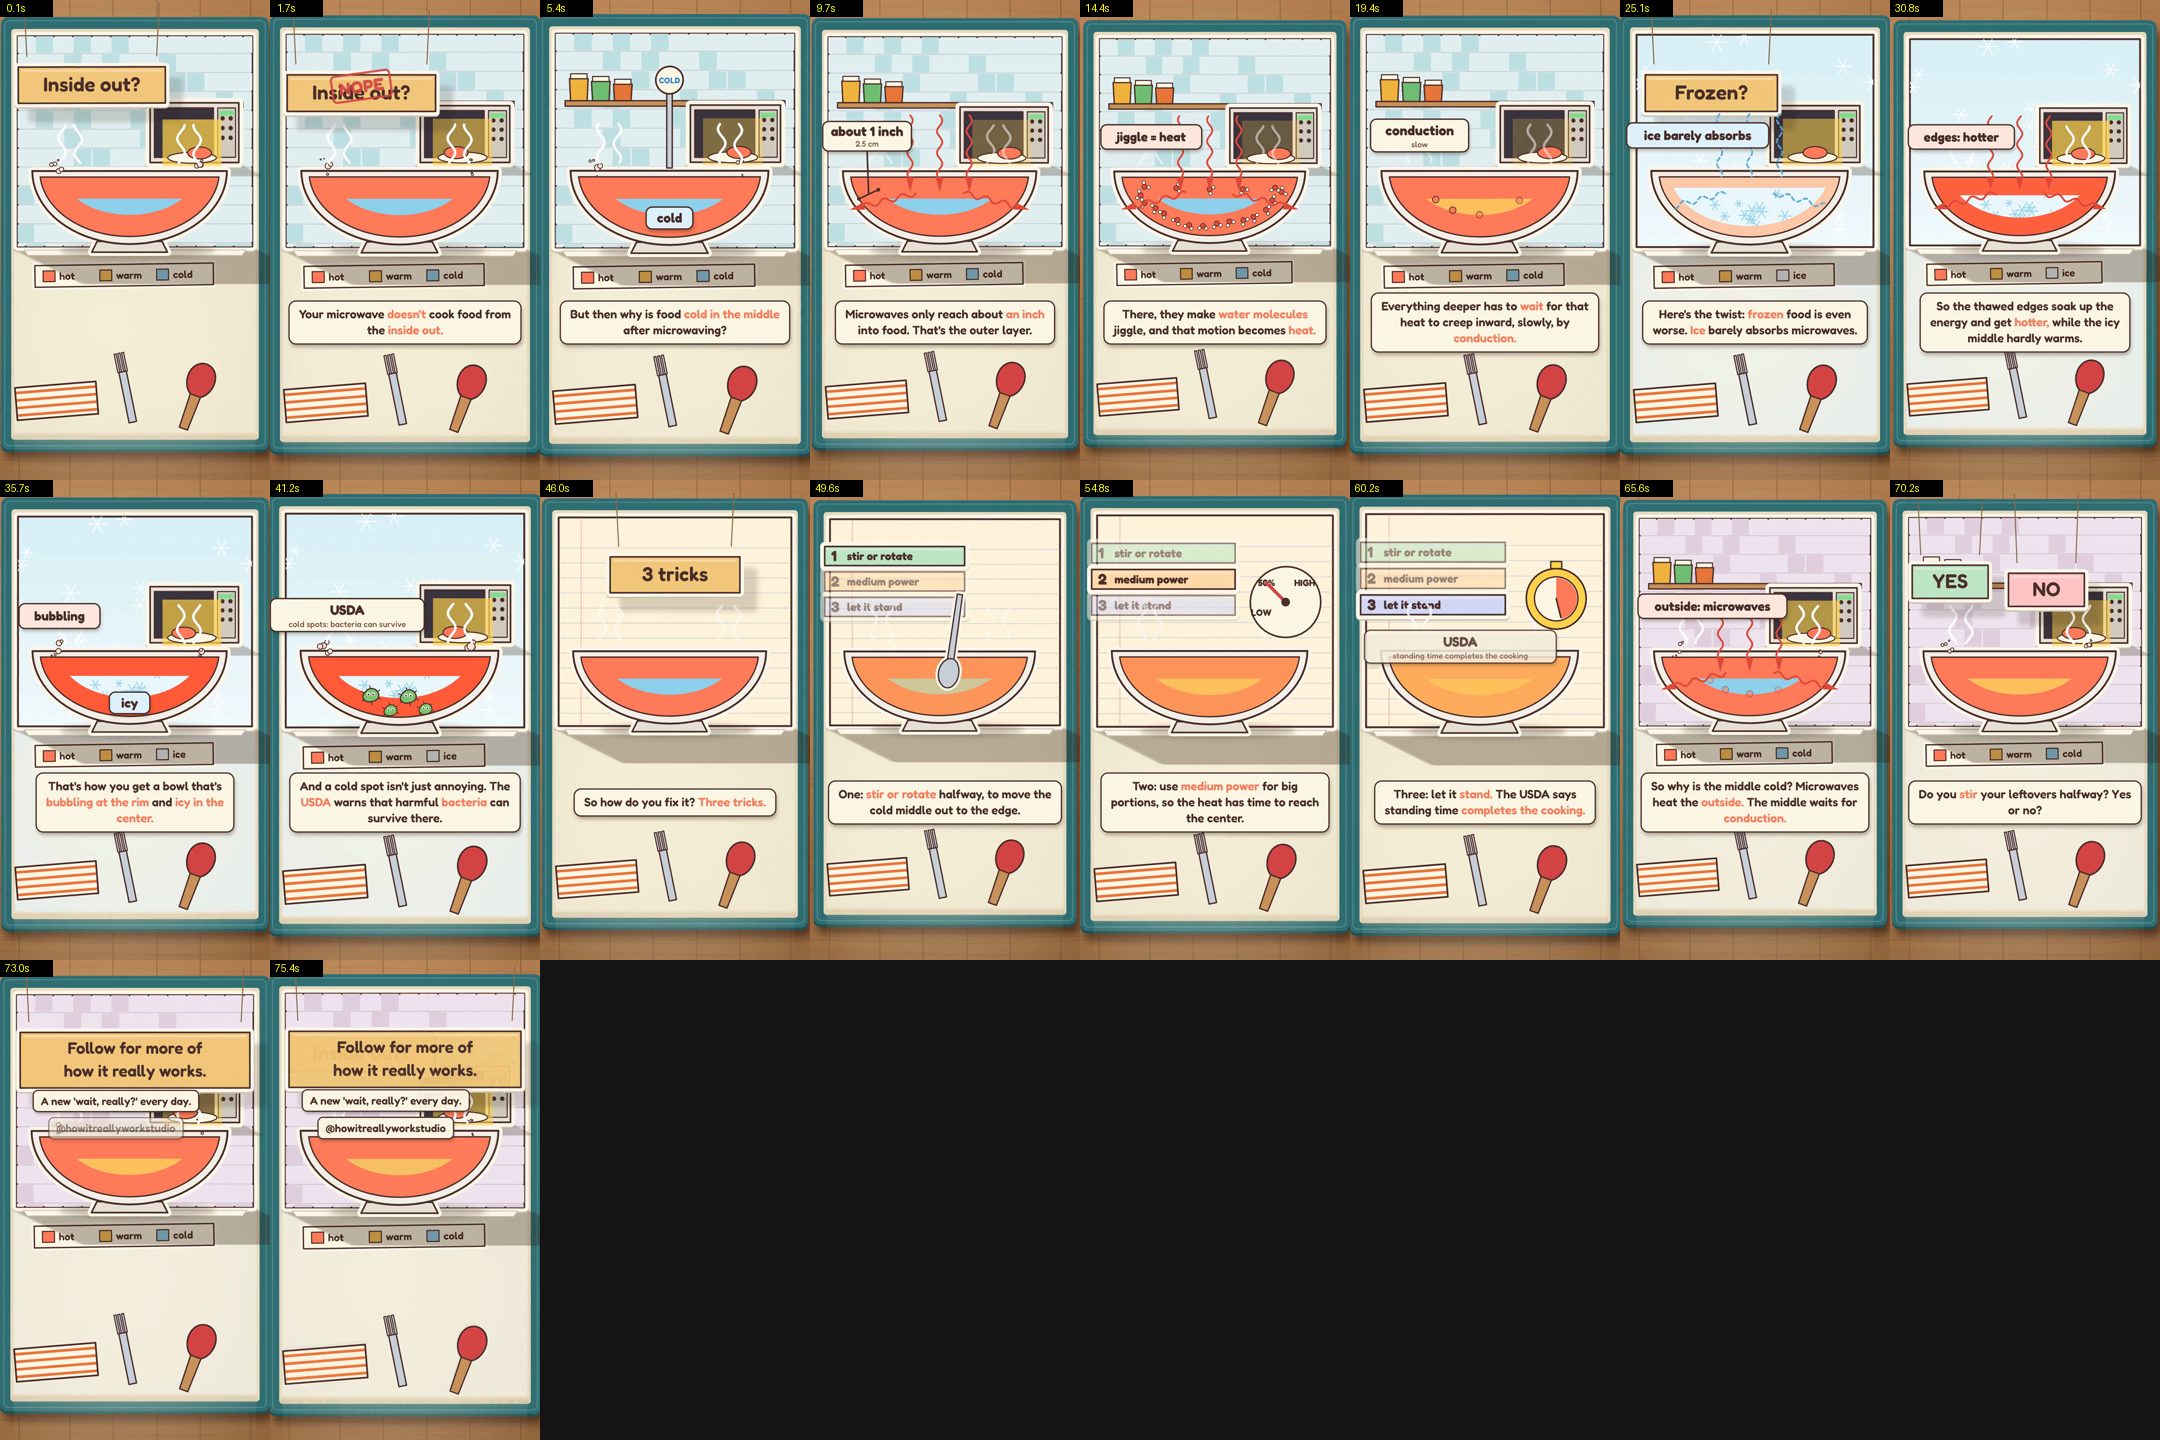 0.1s
Inside out?
hot warm cold
1.7s
Inside out?
NOPE
hot warm cold
Your microwave doesn't cook food from
the inside out.
5.4s
COLD
cold
hot warm cold
But then why is food cold in the middle
after microwaving?
9.7s
about 1 inch
2.5 cm
hot warm cold
Microwaves only reach about an inch
into food. That's the outer layer.
14.4s
jiggle = heat
hot warm cold
There, they make water molecules
jiggle, and that motion becomes heat.
19.4s
conduction
slow
hot warm cold
Everything deeper has to wait for that
heat to creep inward, slowly, by
conduction.
25.1s
Frozen?
ice barely absorbs
hot warm ice
Here's the twist: frozen food is even
worse. Ice barely absorbs microwaves.
30.8s
edges: hotter
hot warm ice
So the thawed edges soak up the
energy and get hotter, while the icy
middle hardly warms.
35.7s
bubbling
icy
hot warm ice
That's how you get a bowl that's
bubbling at the rim and icy in the
center.
41.2s
USDA
cold spots: bacteria can survive
hot warm ice
And a cold spot isn't just annoying. The
USDA warns that harmful bacteria can
survive there.
46.0s
3 tricks
So how do you fix it? Three tricks.
49.6s
1 stir or rotate
2 medium power
3 let it stand
One: stir or rotate halfway, to move the
cold middle out to the edge.
54.8s
1 stir or rotate
2 medium power
3 let it stand
50% HIGH
LOW
Two: use medium power for big
portions, so the heat has time to reach
the center.
60.2s
1 stir or rotate
2 medium power
3 let it stand
USDA
standing time completes the cooking
Three: let it stand. The USDA says
standing time completes the cooking.
65.6s
outside: microwaves
hot warm cold
So why is the middle cold? Microwaves
heat the outside. The middle waits for
conduction.
70.2s
YES
NO
hot warm cold
Do you stir your leftovers halfway? Yes
or no?
73.0s
Follow for more of
how it really works.
A new 'wait, really?' every day.
@howitreallyworkstudio
hot warm cold
75.4s
Follow for more of
how it really works.
A new 'wait, really?' every day.
@howitreallyworkstudio
hot warm cold